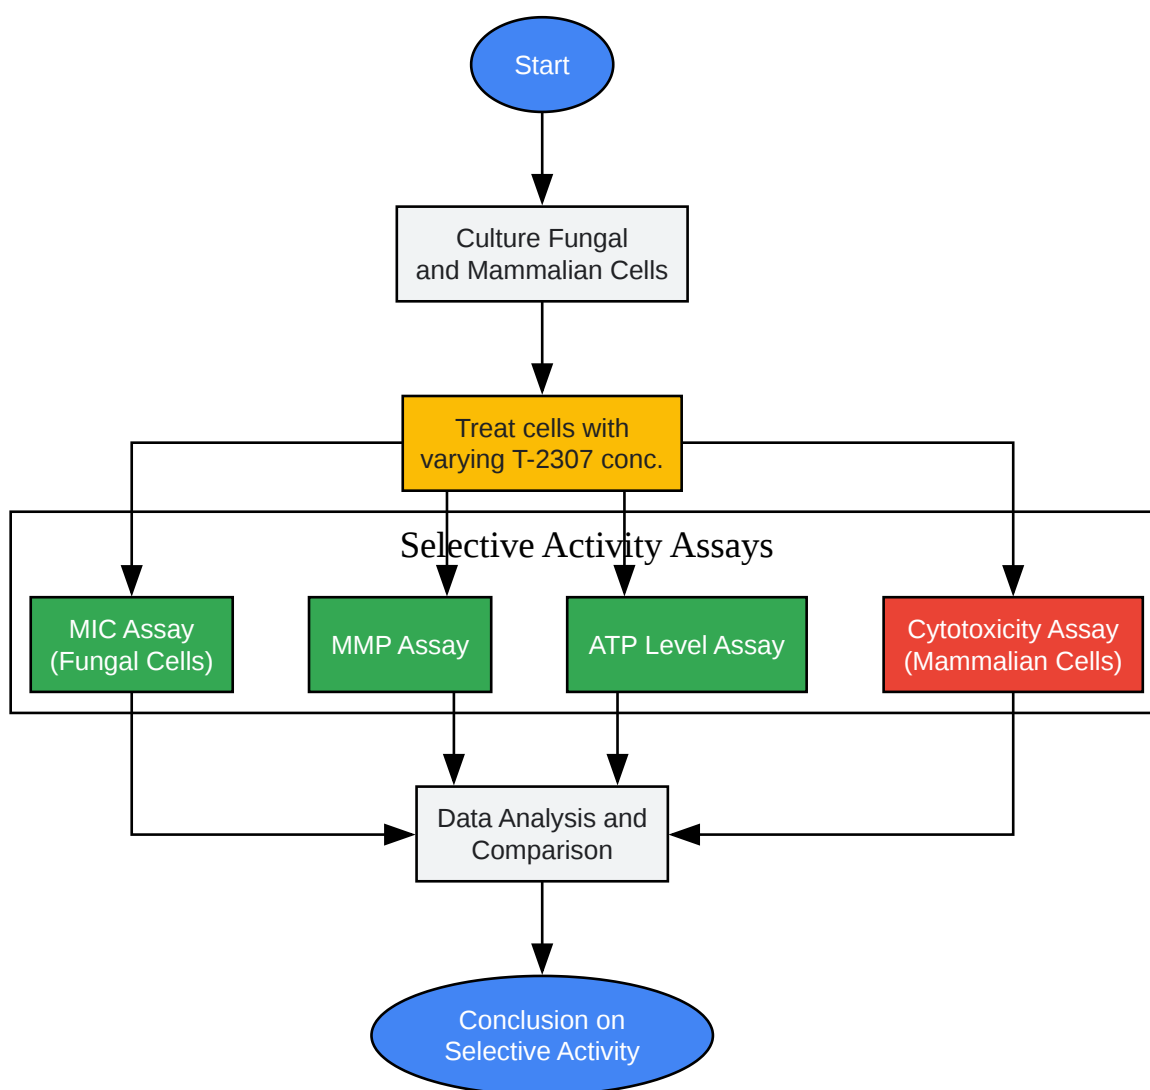 Start
Culture Fungal
and Mammalian Cells
Treat cells with
varying T-2307 conc.
Selective Activity Assays
MIC Assay
(Fungal Cells)
MMP Assay
ATP Level Assay
Cytotoxicity Assay
(Mammalian Cells)
Data Analysis and
Comparison
Conclusion on
Selective Activity